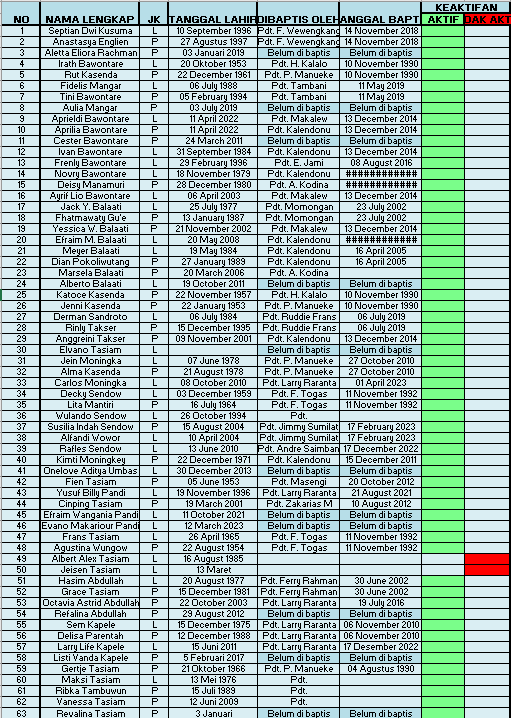 KEAKTIFAN
NO NAMA LENGKAP JK TANGGAL LAHIR DIBAPTIS OLEH ANGGAL BAPT AKTIF DAK AKT
1 Septian Dwi Kusuma L 10 September 1996 Pdt. F. Wewengkang 14 November 2018
2 Anastasya Englien P 27 Agustus 1997 Pdt. F. Wewengkang 14 November 2018
3 Aletta Eliora Rachman P 03 Januari 2019 Belum di baptis Belum di baptis
4 Irath Bawontare L 20 Oktober 1953 Pdt. H. Kalalo 10 November 1990
5 Rut Kasenda P 22 Desember 1961 Pdt. P. Manueke 10 November 1990
6 Fidelis Mangar L 06 July 1988 Pdt. Tambani 11 May 2019
7 Tini Bawontare P 05 February 1994 Pdt. Tambani 11 May 2019
8 Aulia Mangar P 03 July 2019 Belum di baptis Belum di baptis
9 Aprieldi Bawontare L 11 April 2022 Pdt. Makalew 13 December 2014
10 Aprilia Bawontare P 11 April 2022 Pdt. Kalendonu 13 December 2014
11 Cester Bawontare P 24 March 2011 Belum di baptis Belum di baptis
12 Ivan Bawontare L 31 September 1984 Pdt. Kalendonu 13 December 2014
13 Frenly Bawontare L 29 February 1996 Pdt. E. Jami 08 August 2016
14 Novry Bawontare L 18 November 1979 Pdt. Kalendonu ############
15 Deisy Manamuri P 28 December 1980 Pdt. A. Kodina ############
16 Ayrif Lio Bawontare L 06 April 2003 Pdt. Makalew 13 December 2014
17 Jack Y. Balaati L 25 July 1977 Pdt. Momongan 23 July 2002
18 Fhatmawaty Gu'e P 13 January 1987 Pdt. Momongan 23 July 2002
19 Yessica W. Balaati P 21 November 2002 Pdt. Makalew 13 December 2014
20 Efraim M. Balaati L 20 May 2008 Pdt. Kalendonu ############
21 Meyer Balaati L 19 May 1984 Pdt. Kalendonu 16 April 2005
22 Dian Pokoliwutang P 27 January 1989 Pdt. Kalendonu 16 April 2005
23 Marsela Balaati P 20 March 2006 Pdt. A. Kodina
24 Alberto Balaati L 19 October 2011 Belum di baptis Belum di baptis
25 Katoce Kasenda P 22 November 1957 Pdt. H. Kalalo 10 November 1990
26 Jenni Kasenda P 22 January 1953 Pdt. P. Manueke 10 November 1990
27 Derman Sandroto L 06 July 1984 Pdt. Ruddie Frans 06 July 2019
28 Rinly Takser P 15 December 1995 Pdt. Ruddie Frans 06 July 2019
29 Anggreini Takser P 09 November 2001 Pdt. Kalendonu 13 December 2014
30 Elvano Tasiam L Belum di baptis Belum di baptis
31 Jein Moningka P 07 June 1978 Pdt. P. Manueke 27 October 2010
32 Alma Kasenda P 21 August 1978 Pdt. P. Manueke 27 October 2010
33 Carlos Moningka L 08 October 2010 Pdt. Larry Raranta 01 April 2023
34 Decky Sendow L 03 December 1959 Pdt. F. Togas 11 November 1992
35 Lita Mantiri P 16 July 1964 Pdt. F. Togas 11 November 1992
36 Wulando Sendow L 26 October 1994 Pdt.
37 Susilia Indah Sendow P 15 August 2004 Pdt. Jimmy Sumilat 17 February 2023
38 Alfandi Wowor L 10 April 2004 Pdt. Jimmy Sumilat 17 February 2023
39 Rafles Sendow L 13 June 2010 Pdt. Andre Saimban 17 December 2022
40 Kimti Moningkey P 22 December 1971 Pdt. Kalendonu 15 December 2011
41 Onelove Aditya Umbas L 30 December 2013 Belum di baptis Belum di baptis
42 Fien Tasiam P 05 June 1953 Pdt. Masengi 20 October 2012
43 Yusuf Billy Pandi L 19 November 1996 Pdt. Larry Raranta 21 August 2021
44 Cinping Tasiam P 19 March 2001 Pdt. Zakarias M 10 August 2012
45 Efraim Wangania Pandi L 11 October 2021 Belum di baptis Belum di baptis
46 Evano Makariour Pandi L 12 March 2023 Belum di baptis Belum di baptis
47 Frans Tasiam L 26 April 1965 Pdt. F. Togas 11 November 1992
48 Agustina Wungow P 22 August 1954 Pdt. F. Togas 11 November 1992
49 Albert Alex Tasiam L 16 August 1985
50 Jeisen Tasiam L 13 Maret
51 Hasim Abdullah L 20 August 1977 Pdt. Ferry Rahman 30 June 2002
52 Grace Tasiam P 15 December 1981 Pdt. Ferry Rahman 30 June 2002
53 Octavia Astrid Abdullah P 22 October 2003 Pdt. Larry Raranta 19 July 2016
54 Refalina Abdullah P 29 August 2012 Belum di baptis Belum di baptis
55 Sem Kapele L 15 December 1975 Pdt. Larry Raranta 06 November 2010
56 Delisa Parentah P 12 December 1988 Pdt. Larry Raranta 06 November 2010
57 Larry Life Kapele L 15 juni 2011 Pdt. Larry Raranta 17 Desember 2022
58 Listi Vanda Kapele P 5 Februati 2017 Belum di baptis Belum di baptis
59 Gertje Tasiam P 21 Oktober 1966 Pdt. P. Manueke 04 Agustus 1990
60 Maksi Tasiam L 13 Mei 1976 Pdt.
61 Ribka Tambuwun P 15 Juli 1989 Pdt.
62 Vanessa Tasiam P 12 Juni 2009 Pdt.
63 Revalina Tasiam P 3 Januari Belum di baptis Belum di baptis